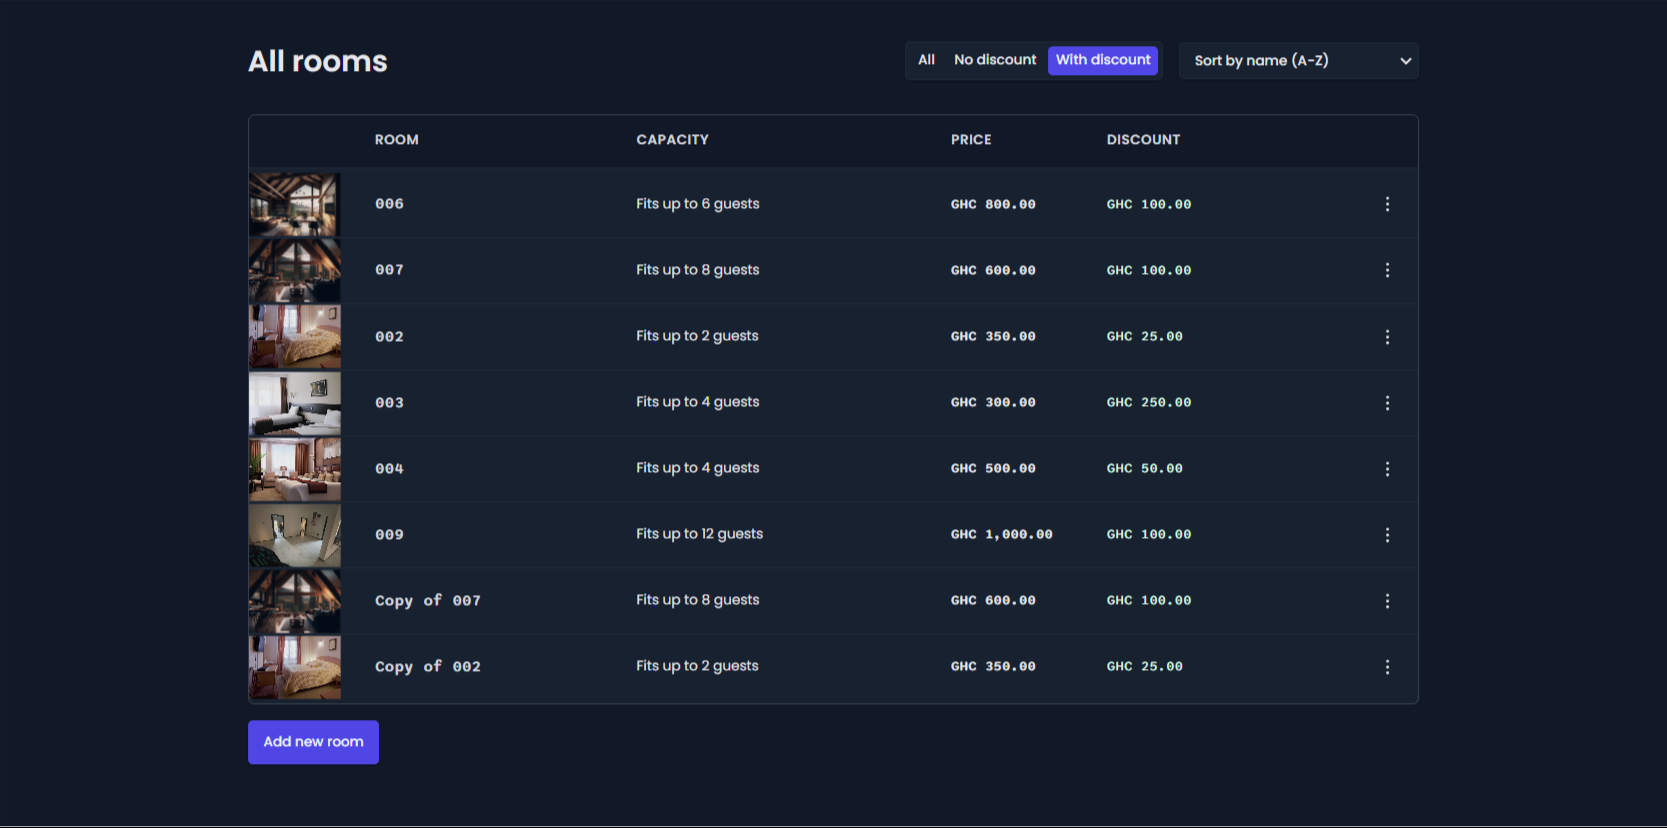 All rooms
All No discount With discount Sort by name (A-Z)
ROOM CAPACITY PRICE DISCOUNT
006 Fits up to 6 guests GHC 800.00 GHC 100.00
007 Fits up to 8 guests GHC 600.00 GHC 100.00
002 Fits up to 2 guests GHC 350.00 GHC 25.00
003 Fits up to 4 guests GHC 300.00 GHC 250.00
004 Fits up to 4 guests GHC 500.00 GHC 50.00
009 Fits up to 12 guests GHC 1,000.00 GHC 100.00
Copy of 007 Fits up to 8 guests GHC 600.00 GHC 100.00
Copy of 002 Fits up to 2 guests GHC 350.00 GHC 25.00
Add new room